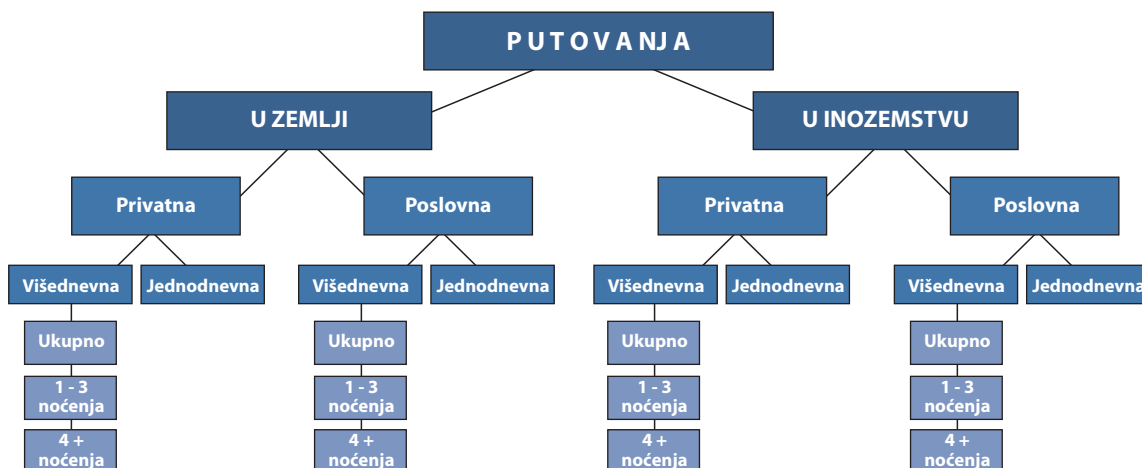 PUTOVANJA
U ZEMLJI
U INOZEMSTVU
Privatna
Poslovna
Privatna
Poslovna
Višednevna
Jednodnevna
Višednevna
Jednodnevna
Višednevna
Jednodnevna
Višednevna
Jednodnevna
Ukupno
Ukupno
Ukupno
Ukupno
1 - 3
noćenja
1 - 3
noćenja
1 - 3
noćenja
1 - 3
noćenja
4 +
noćenja
4 +
noćenja
4 +
noćenja
4 +
noćenja